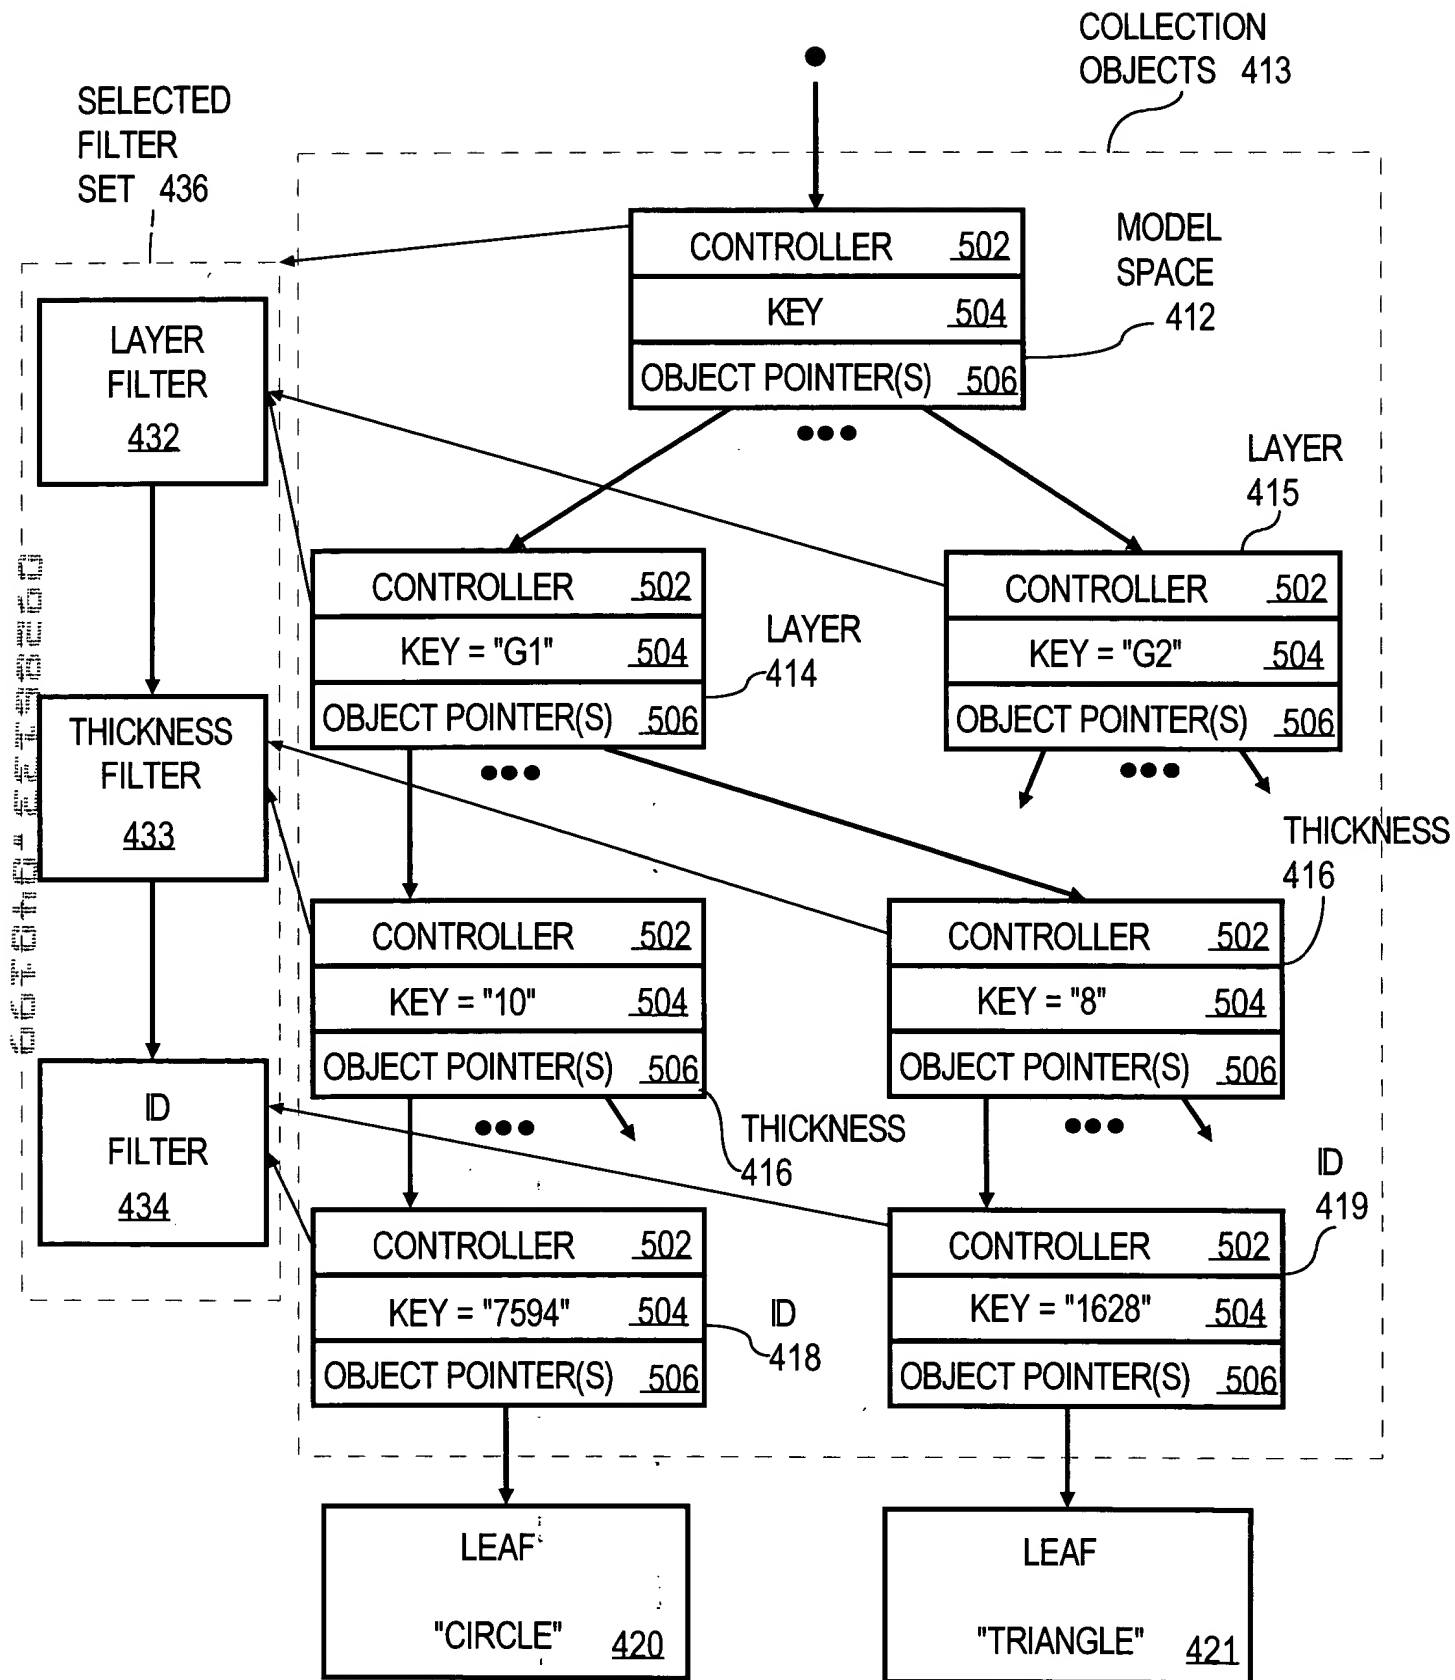 COLLECTION
OBJECTS 413
SELECTED
FILTER
SET 436
CONTROLLER 502
KEY 504
OBJECT POINTER(S) 506
MODEL
SPACE
412
LAYER
FILTER
432
LAYER
415
CONTROLLER 502
KEY = "G1" 504
OBJECT POINTER(S) 506
LAYER
414
CONTROLLER 502
KEY = "G2" 504
OBJECT POINTER(S) 506
THICKNESS
FILTER
433
THICKNESS
416
CONTROLLER 502
KEY = "10" 504
OBJECT POINTER(S) 506
THICKNESS
416
CONTROLLER 502
KEY = "8" 504
OBJECT POINTER(S) 506
ID
FILTER
434
ID
419
CONTROLLER 502
KEY = "7594" 504
OBJECT POINTER(S) 506
ID
418
CONTROLLER 502
KEY = "1628" 504
OBJECT POINTER(S) 506
LEAF
"CIRCLE" 420
LEAF
"TRIANGLE" 421